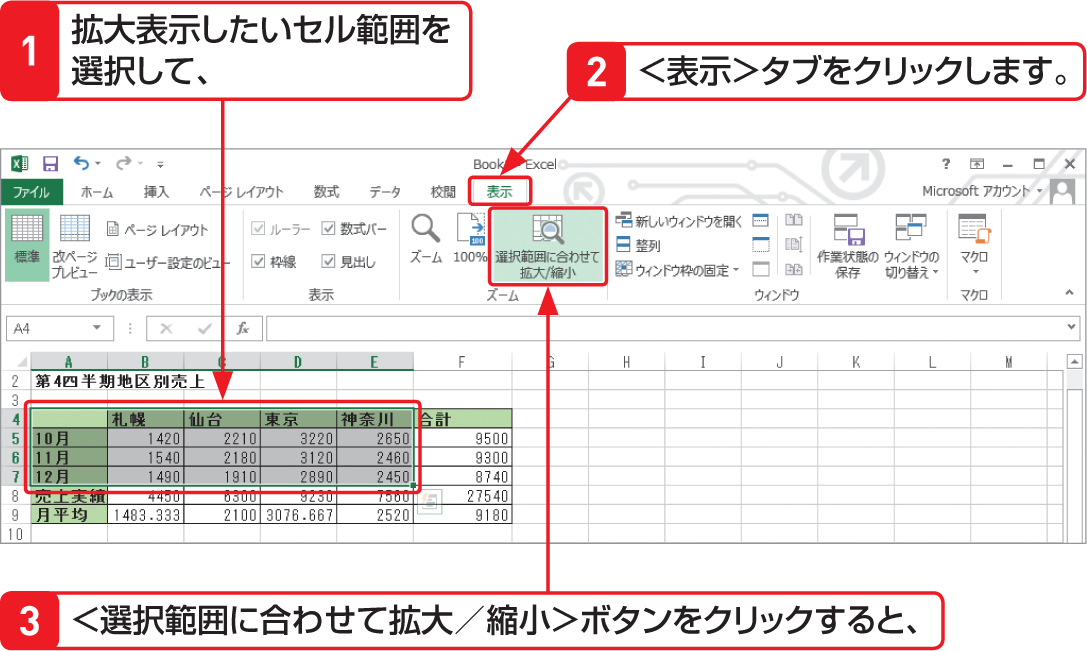 1
拡大表示したいセル範囲を
選択して、
2
＜表示＞タブをクリックします。
Book - Excel
?
ファイル ホーム 挿入 ページ レイアウト 数式 データ 校閲 表示 Microsoft アカウント
標準
改ページ
プレビュー
ページ レイアウト
ユーザー設定のビュー
ブックの表示
ルーラー 数式バー
枠線 見出し
表示
ズーム
100%
100
選択範囲に合わせて
拡大/縮小
ズーム
新しいウィンドウを開く
整列
ウィンドウ枠の固定
作業状態の
保存
ウィンドウの
切り替え
ウィンドウ
マクロ
マクロ
A4 fx
A B C D E F G H I J K L M
2 第4四半期地区別売上
3
4 札幌 仙台 東京 神奈川 合計
5 10月 1420 2210 3220 2650 9500
6 11月 1540 2180 3120 2460 9300
7 12月 1490 1910 2890 2450 8740
8 売上実績 4450 6300 9230 7560 27540
9 月平均 1483.333 2100 3076.667 2520 9180
10
3
＜選択範囲に合わせて拡大／縮小＞ボタンをクリックすると、